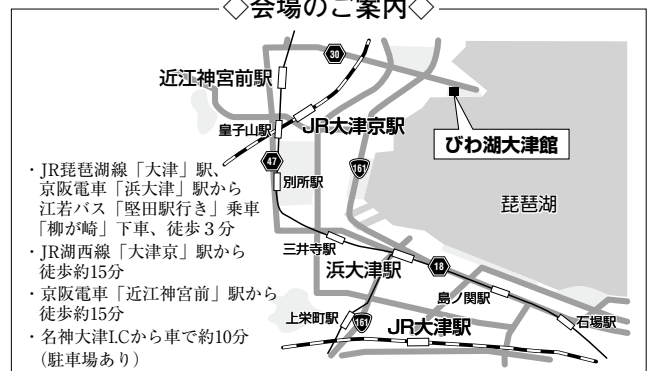 ◇会場のご案内◇
30
近江神宮前駅
皇子山駅
JR大津京駅
びわ湖大津館
47
161
別所駅
琵琶湖
・JR琵琶湖線「大津」駅、
京阪電車「浜大津」駅から
江若バス「堅田駅行き」乗車
「柳が崎」下車、徒歩3分
・JR湖西線「大津京」駅から
徒歩約15分
・京阪電車「近江神宮前」駅から
徒歩約15分
・名神大津I.Cから車で約10分
（駐車場あり）
三井寺駅
浜大津駅
18
島ノ関駅
石場駅
上栄町駅
161
JR大津駅